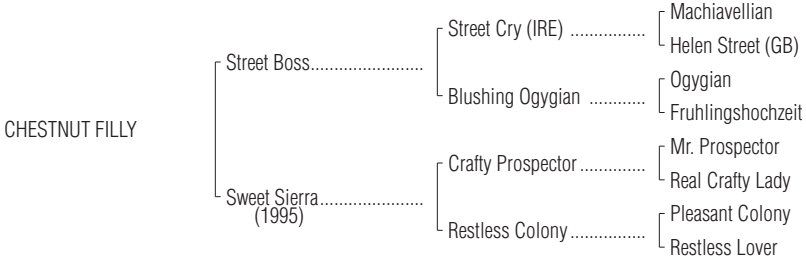 Machiavellian
Street Cry (IRE) ................
Helen Street (GB)
Street Boss........................
Ogygian
Blushing Ogygian ............
Fruhlingshochzeit
CHESTNUT FILLY
Mr. Prospector
Crafty Prospector ..............
Real Crafty Lady
Sweet Sierra......................
(1995)
Pleasant Colony
Restless Colony ................
Restless Lover